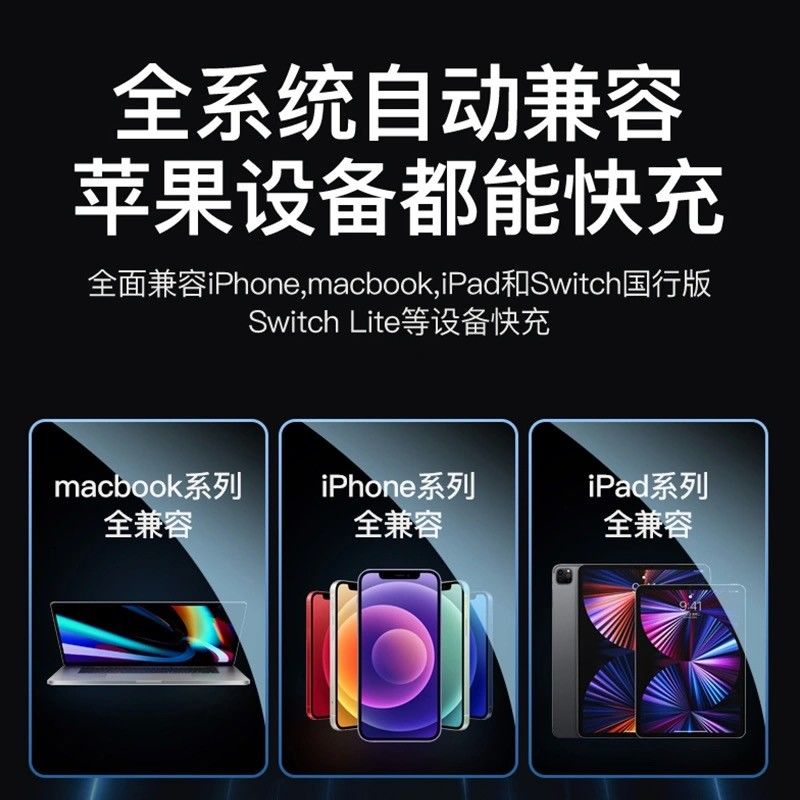 全系统自动兼容
苹果设备都能快充
全面兼容iPhone,macbook,iPad和Switch国行版
Switch Lite等设备快充
macbook系列
全兼容
iPhone系列
全兼容
iPad系列
全兼容
9:41